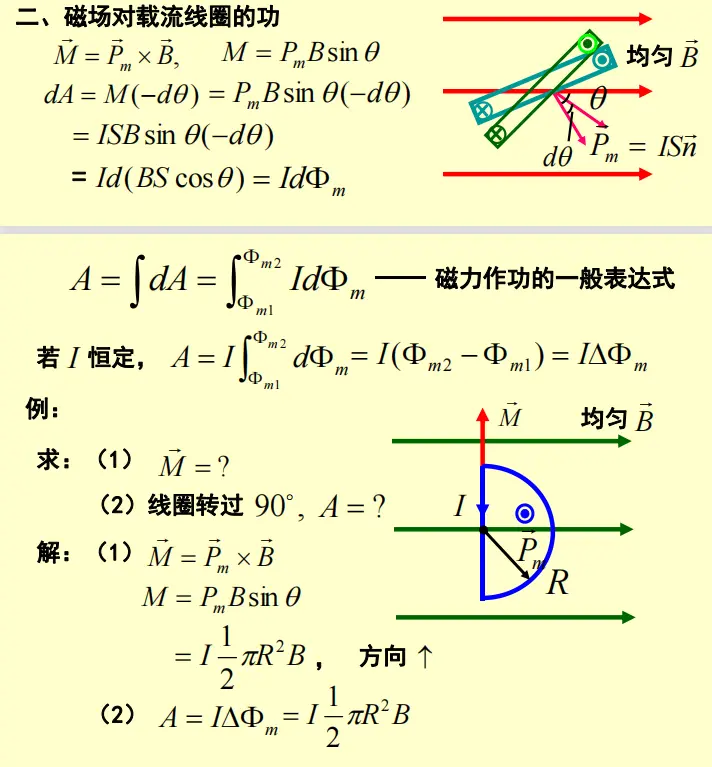 二、磁场对载流线圈的功
$\vec{M} = \vec{P}_m \times \vec{B}$, $M = P_m B \sin\theta$
$dA = M(-d\theta) = P_m B \sin\theta(-d\theta)$
$= ISB \sin\theta(-d\theta)$
$= Id(BS\cos\theta) = Id\Phi_m$
均匀 $\vec{B}$
$\theta$
$d\theta$
$\vec{P}_m = IS\vec{n}$
$A = \int dA = \int_{\Phi_{m1}}^{\Phi_{m2}} Id\Phi_m$ —— 磁力作功的一般表达式
若 $I$ 恒定, $A = I\int_{\Phi_{m1}}^{\Phi_{m2}} d\Phi_m = I(\Phi_{m2} - \Phi_{m1}) = I\Delta\Phi_m$
例:
求:(1) $\vec{M} = ?$
(2)线圈转过 $90^\circ$, $A = ?$
解:(1) $\vec{M} = \vec{P}_m \times \vec{B}$
$M = P_m B \sin\theta$
$= I\frac{1}{2}\pi R^2 B$ , 方向 ↑
(2) $A = I\Delta\Phi_m = I\frac{1}{2}\pi R^2 B$
$\vec{M}$
均匀 $\vec{B}$
$I$
$\vec{P}_m$
$R$